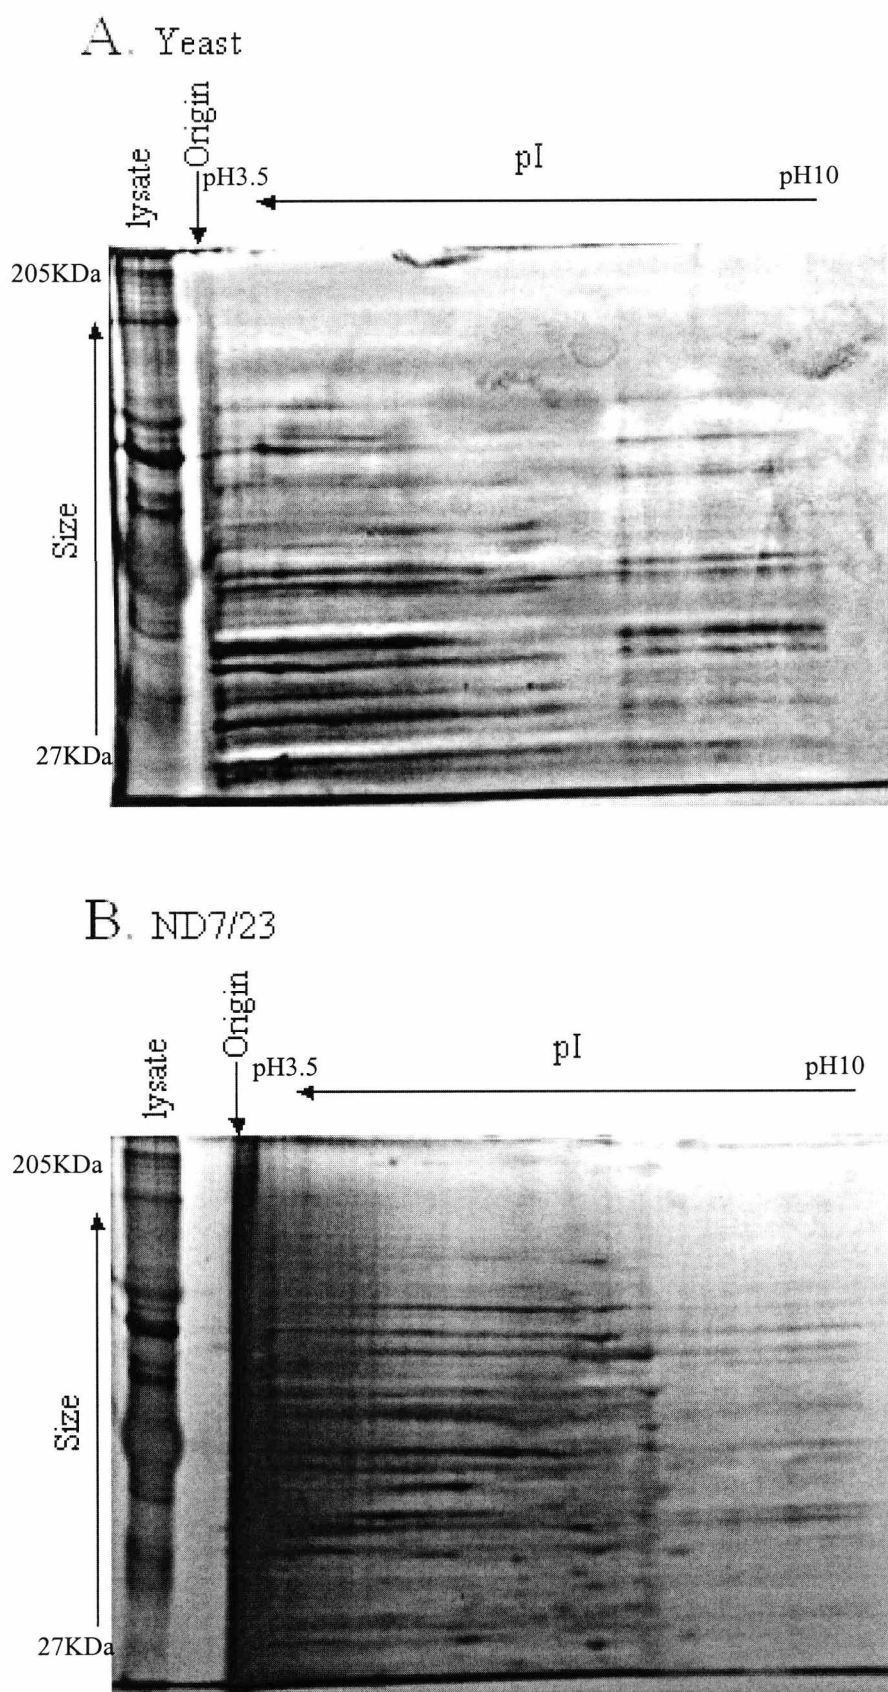 A. Yeast
lysate
Origin
pH3.5
pI
pH10
205KDa
Size
27KDa
B. ND7/23
lysate
Origin
pH3.5
pI
pH10
205KDa
Size
27KDa